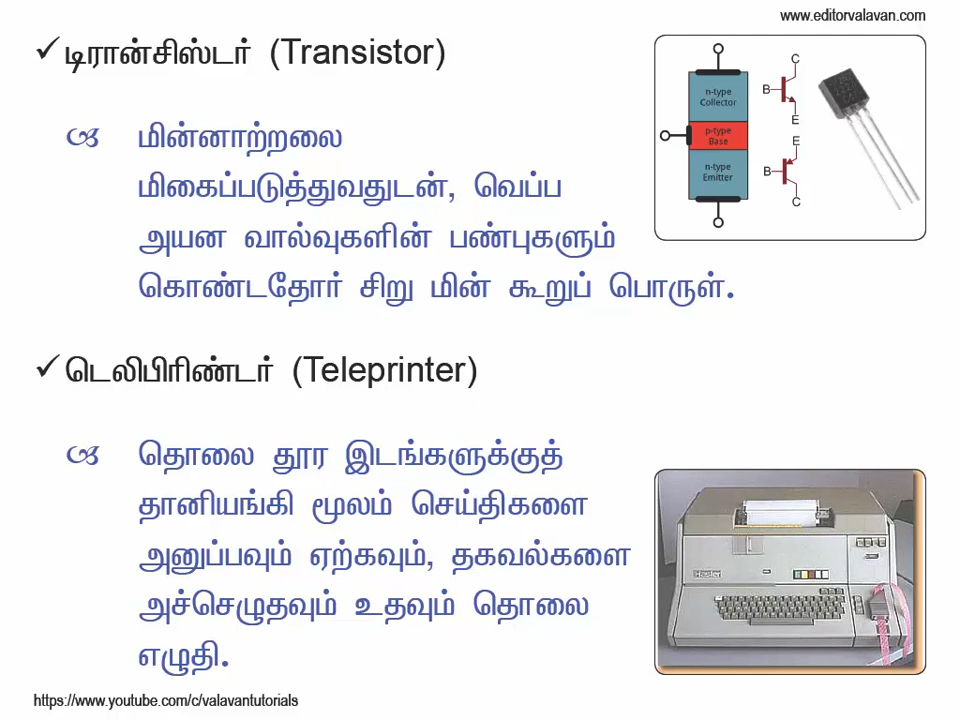 www.editorvalavan.com
டிரான்சிஸ்டர் (Transistor)
மின்னாற்றலை
மிகைப்படுத்துவதுடன், வெப்ப
அயன வால்வுகளின் பண்புகளும்
கொண்டதோர் சிறு மின் கூறுப் பொருள்.
n-type
Collector
p-type
Base
n-type
Emitter
C
B
E
E
B
C
டெலிபிரிண்டர் (Teleprinter)
தொலை தூர இடங்களுக்குத்
தானியங்கி மூலம் செய்திகளை
அனுப்பவும் ஏற்கவும், தகவல்களை
அச்செழுதவும் உதவும் தொலை
எழுதி.
https://www.youtube.com/c/valavantutorials